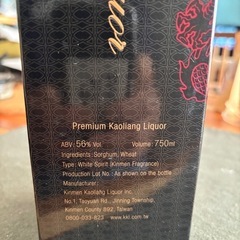 uor
Premium Kaoliang Liquor
ABV: 56% Vol. Volume: 750ml
Ingredients: Sorghum, Wheat
Type: White Spirit (Kinmen Fragrance)
Production Lot No.: As shown on the bottle
Manufacturer:
Kinmen Kaoliang Liquor Inc.
No.1, Taoyuan Rd., Jinning Township,
Kinmen County 892, Taiwan
0800-033-823 www.kkl.com.tw